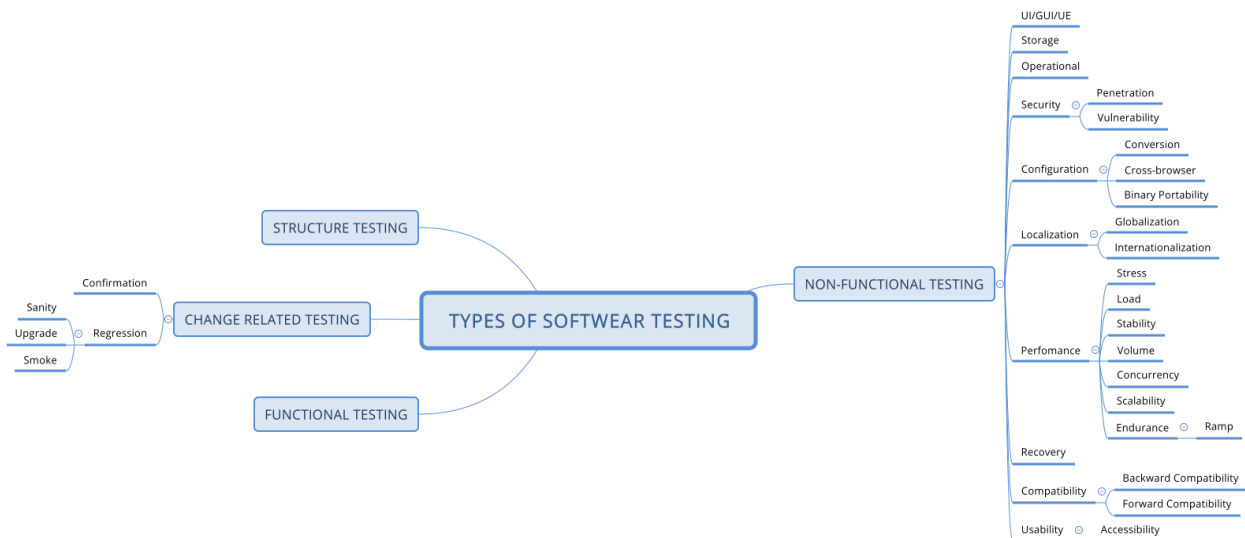 TYPES OF SOFTWEAR TESTING
STRUCTURE TESTING
CHANGE RELATED TESTING
Confirmation
Regression
Sanity
Upgrade
Smoke
FUNCTIONAL TESTING
NON-FUNCTIONAL TESTING
UI/GUI/UE
Storage
Operational
Security
Penetration
Vulnerability
Configuration
Conversion
Cross-browser
Binary Portability
Localization
Globalization
Internationalization
Perfomance
Stress
Load
Stability
Volume
Concurrency
Scalability
Endurance
Ramp
Recovery
Compatibility
Backward Compatibility
Forward Compatibility
Usability
Accessibility